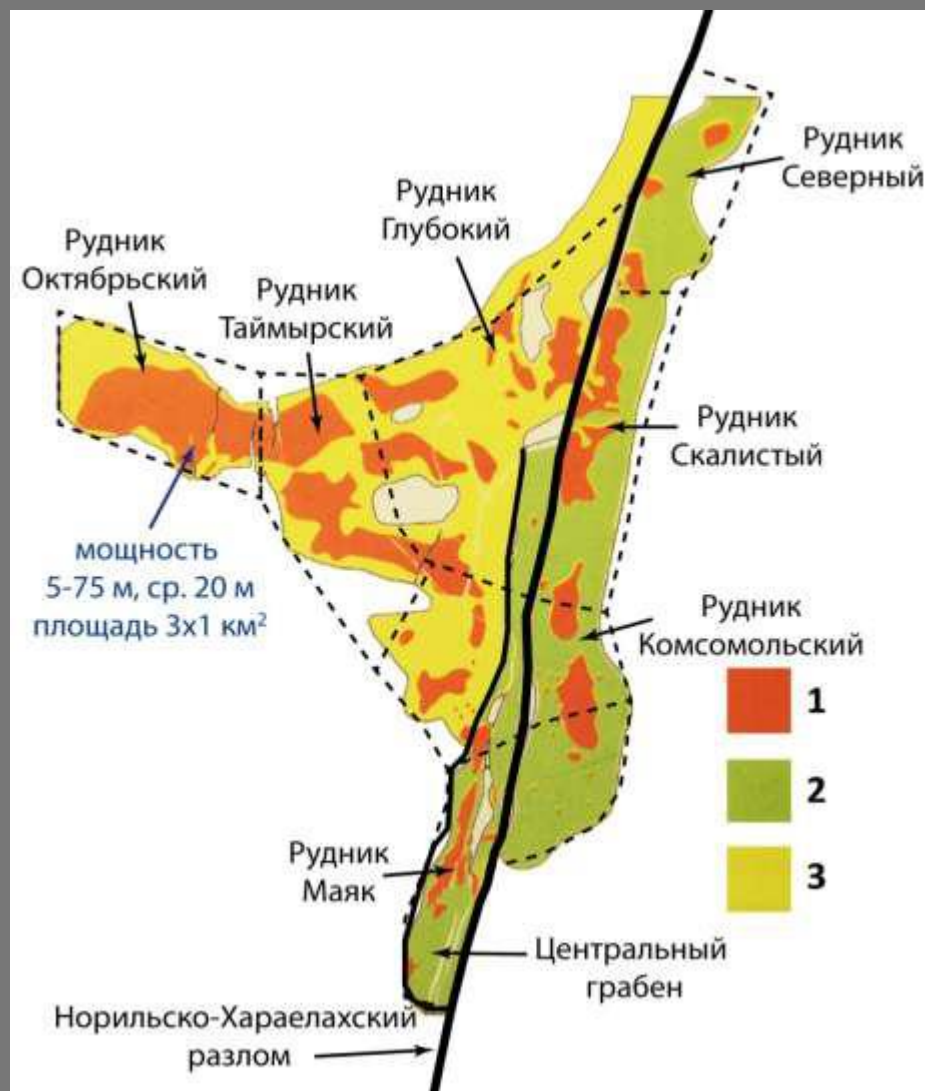 Рудник
Северный
Рудник
Глубокий
Рудник
Октябрьский
Рудник
Таймырский
Рудник
Скалистый
мощность
5-75 м, ср. 20 м
площадь 3х1 км²
Рудник
Комсомольский
1
2
3
Рудник
Маяк
Центральный
грабен
Норильско-Хараелахский
разлом